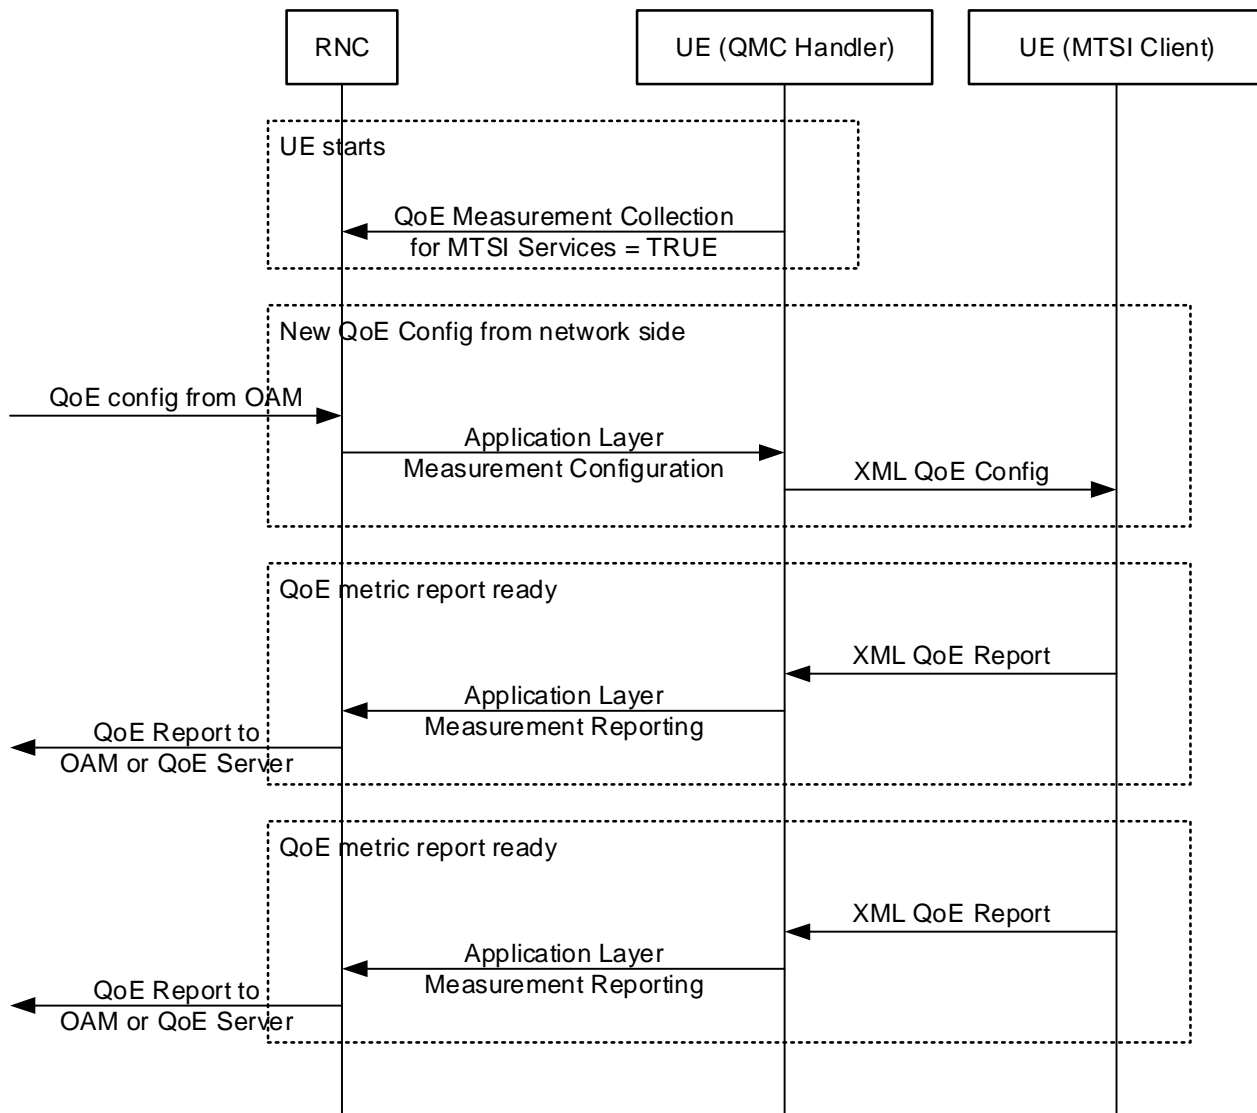 RNC
UE (QMC Handler)
UE (MTSI Client)
UE starts
QoE Measurement Collection
for MTSI Services = TRUE
New QoE Config from network side
QoE config from OAM
Application Layer
Measurement Configuration
XML QoE Config
QoE metric report ready
XML QoE Report
Application Layer
Measurement Reporting
QoE Report to
OAM or QoE Server
QoE metric report ready
XML QoE Report
Application Layer
Measurement Reporting
QoE Report to
OAM or QoE Server